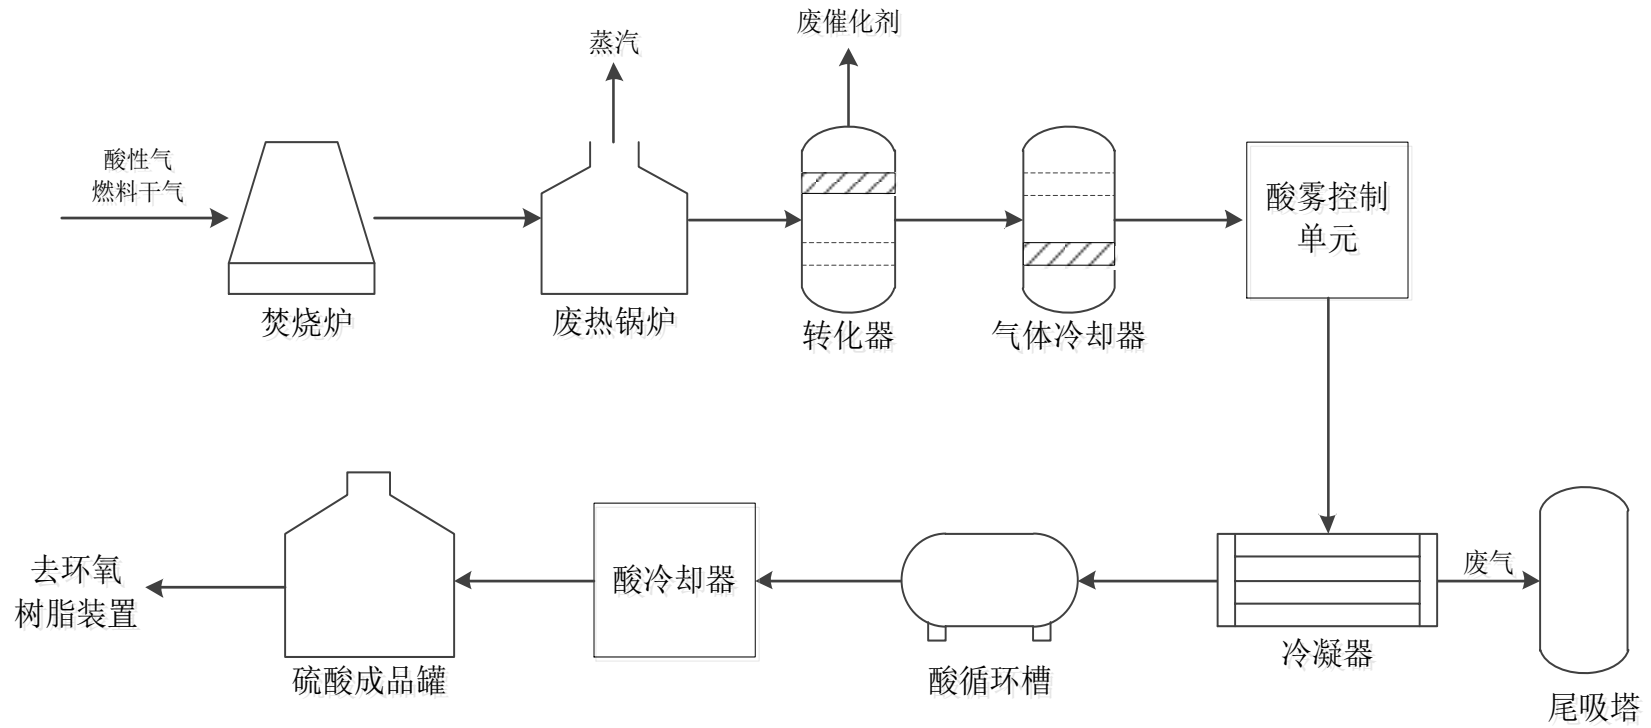 废催化剂
蒸汽
酸性气
燃料干气
酸雾控制
单元
焚烧炉
废热锅炉
转化器
气体冷却器
去环氧
树脂装置
酸冷却器
废气
硫酸成品罐
酸循环槽
冷凝器
尾吸塔